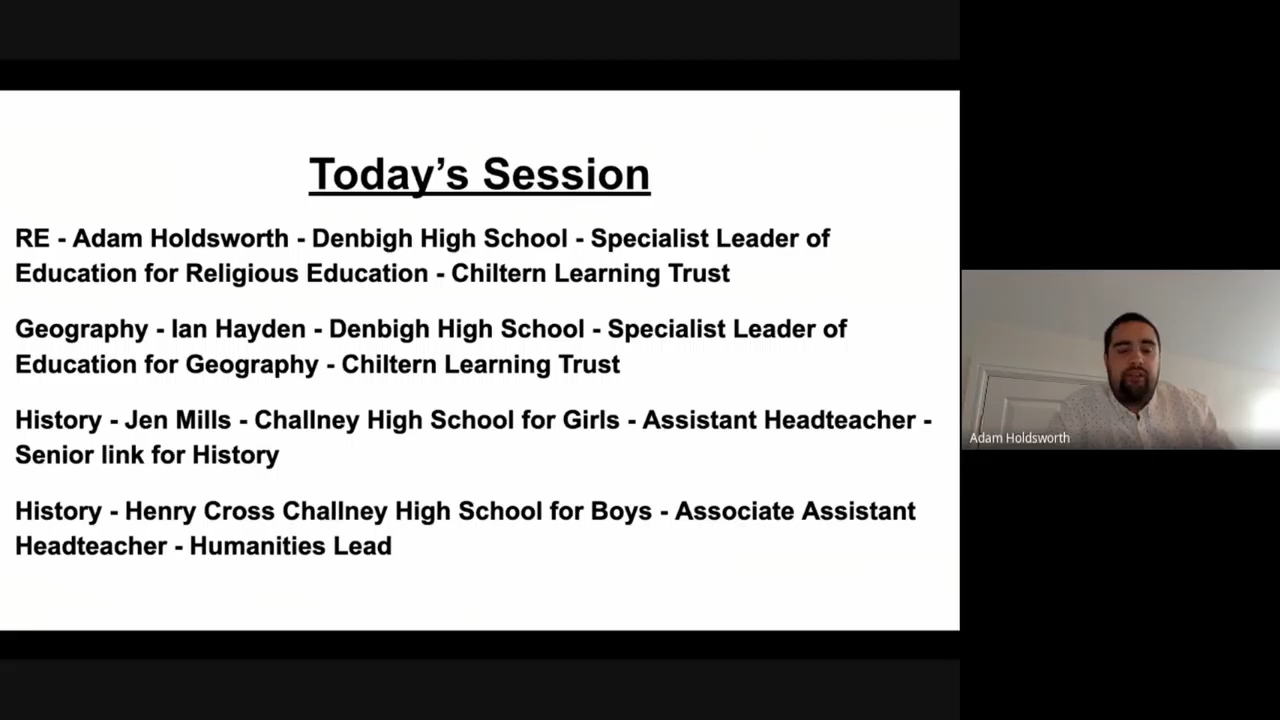 Today's Session
RE - Adam Holdsworth - Denbigh High School - Specialist Leader of
Education for Religious Education - Chiltern Learning Trust
Geography - Ian Hayden - Denbigh High School - Specialist Leader of
Education for Geography - Chiltern Learning Trust
History - Jen Mills - Challney High School for Girls - Assistant Headteacher -
Senior link for History
History - Henry Cross Challney High School for Boys - Associate Assistant
Headteacher - Humanities Lead
Adam Holdsworth